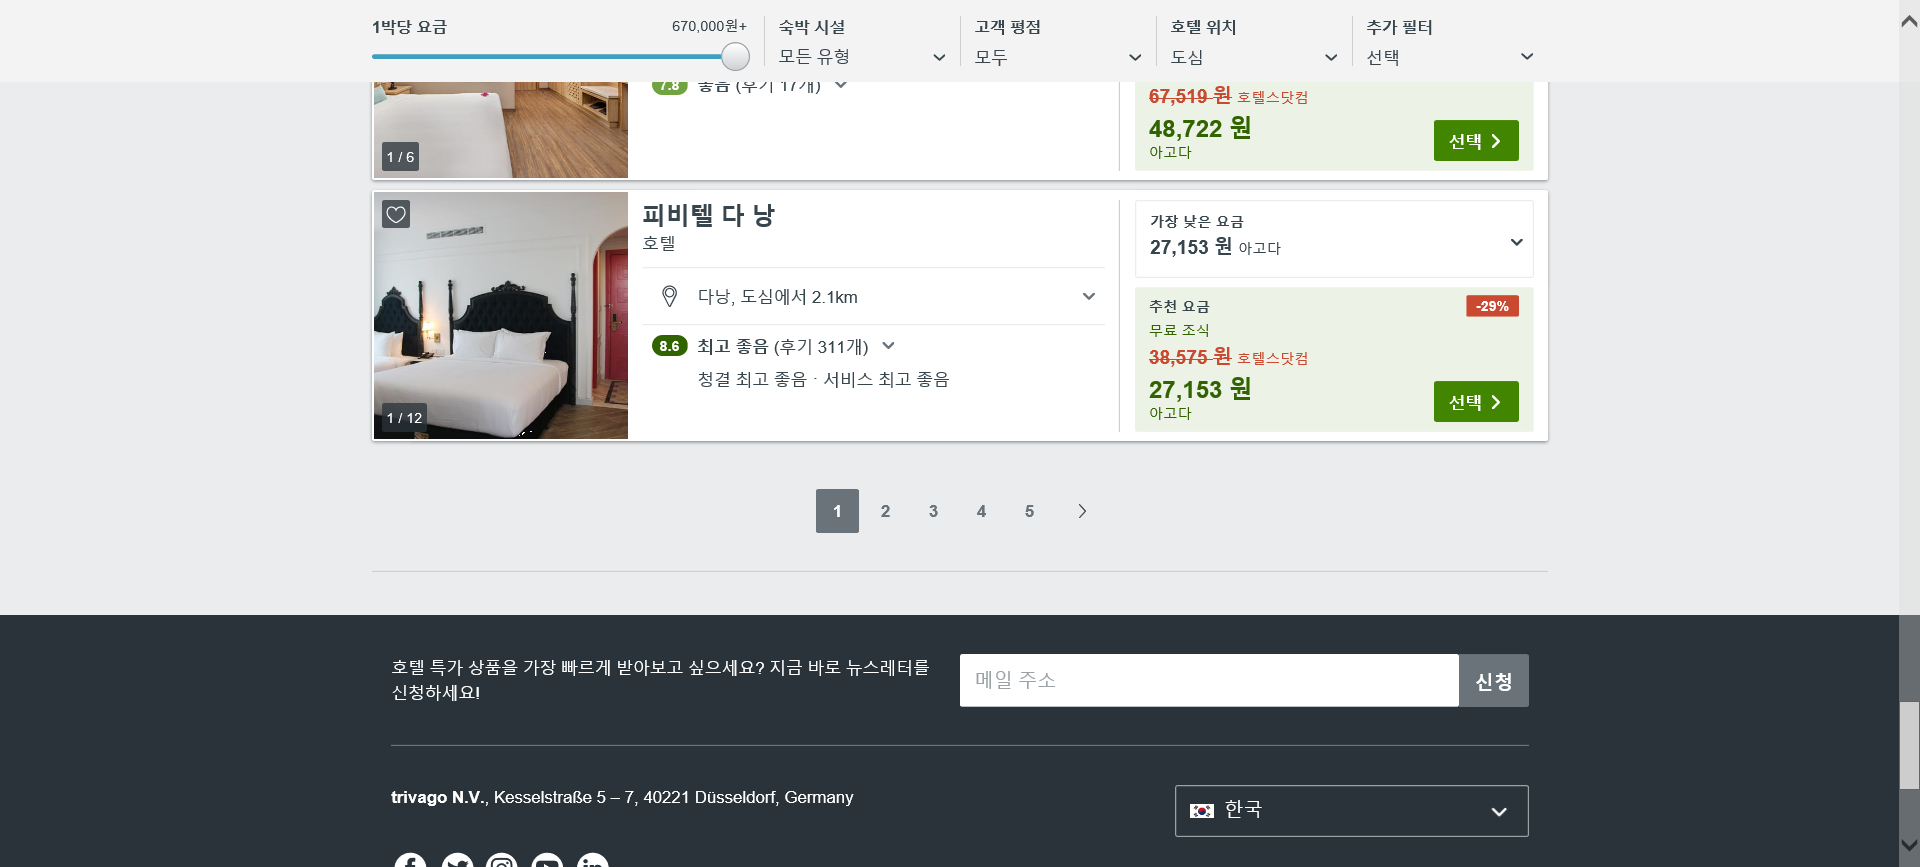 1박당 요금
670,000원+
숙박 시설
모든 유형
고객 평점
모두
호텔 위치
도심
추가 필터
선택
7.8 좋음 (후기 17개)
1 / 6
67,519 원 호텔스닷컴
48,722 원
아고다
선택
피비텔 다 낭
호텔
다낭, 도심에서 2.1km
8.6 최고 좋음 (후기 311개)
청결 최고 좋음 · 서비스 최고 좋음
1 / 12
가장 낮은 요금
27,153 원 아고다
추천 요금
-29%
무료 조식
38,575 원 호텔스닷컴
27,153 원
아고다
선택
1 2 3 4 5
호텔 특가 상품을 가장 빠르게 받아보고 싶으세요? 지금 바로 뉴스레터를
신청하세요!
메일 주소
신청
trivago N.V., Kesselstraße 5 – 7, 40221 Düsseldorf, Germany
한국